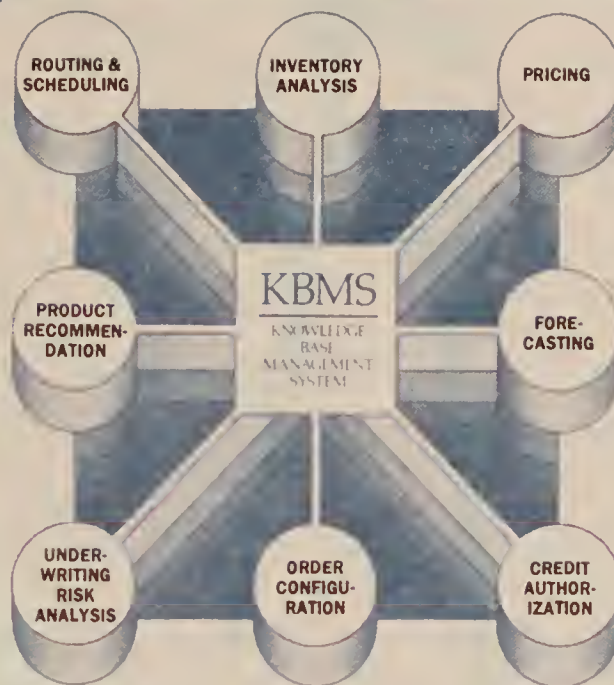 ROUTING &
SCHEDULING
INVENTORY
ANALYSIS
PRICING
KBMS
KNOWLEDGE
BASE
MANAGEMENT
SYSTEM
PRODUCT
RECOMMEN-
DATION
FORE-
CASTING
UNDER-
WRITING
RISK
ANALYSIS
ORDER
CONFIGU-
RATION
CREDIT
AUTHOR-
IZATION